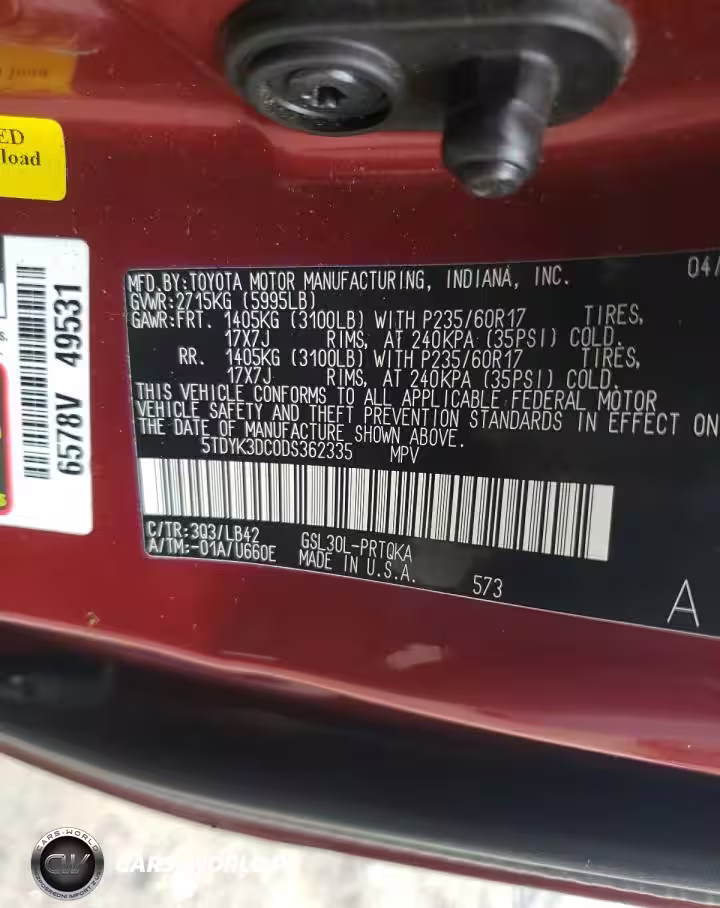 ED
load
6578V 49531
MFD.BY:TOYOTA MOTOR MANUFACTURING, INDIANA, INC. 04/
GVWR:2715KG (5995LB)
GAWR:FRT. 1405KG (3100LB) WITH P235/60R17 TIRES,
17X7J RIMS, AT 240KPA (35PSI) COLD.
RR. 1405KG (3100LB) WITH P235/60R17 TIRES,
17X7J RIMS, AT 240KPA (35PSI) COLD.
THIS VEHICLE CONFORMS TO ALL APPLICABLE FEDERAL MOTOR
VEHICLE SAFETY AND THEFT PREVENTION STANDARDS IN EFFECT ON
THE DATE OF MANUFACTURE SHOWN ABOVE.
5TDYK3DC0DS362335 MPV
C/TR:3Q3/LB42 GSL30L-PRTQKA
A/TM:-01A/U660E MADE IN U.S.A.
573
A
CARS-WORLD
CW